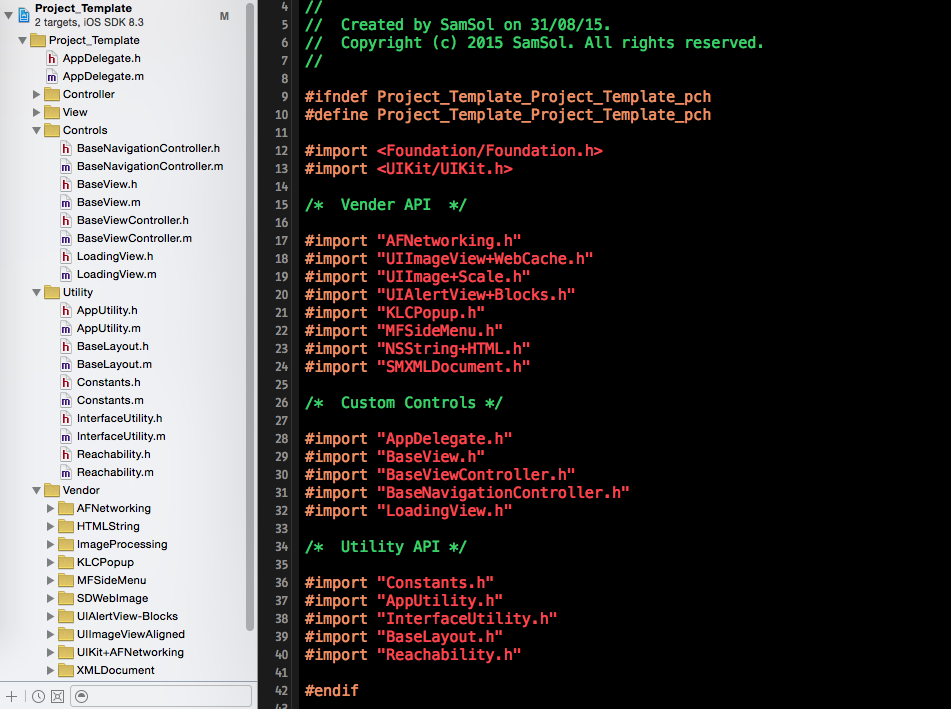 Project_Template
2 targets, iOS SDK 8.3
M
Project_Template
AppDelegate.h
AppDelegate.m
Controller
View
Controls
BaseNavigationController.h
BaseNavigationController.m
BaseView.h
BaseView.m
BaseViewController.h
BaseViewController.m
LoadingView.h
LoadingView.m
Utility
AppUtility.h
AppUtility.m
BaseLayout.h
BaseLayout.m
Constants.h
Constants.m
InterfaceUtility.h
InterfaceUtility.m
Reachability.h
Reachability.m
Vendor
AFNetworking
HTMLString
ImageProcessing
KLCPopup
MFSideMenu
SDWebImage
UIAlertView-Blocks
UIImageViewAligned
UIKit+AFNetworking
XMLDocument
4 //
5 //  Created by SamSol on 31/08/15.
6 //  Copyright (c) 2015 SamSol. All rights reserved.
7 //
8
9 #ifndef Project_Template_Project_Template_pch
10 #define Project_Template_Project_Template_pch
11
12 #import <Foundation/Foundation.h>
13 #import <UIKit/UIKit.h>
14
15 /*  Vender API  */
16
17 #import "AFNetworking.h"
18 #import "UIImageView+WebCache.h"
19 #import "UIImage+Scale.h"
20 #import "UIAlertView+Blocks.h"
21 #import "KLCPopup.h"
22 #import "MFSideMenu.h"
23 #import "NSString+HTML.h"
24 #import "SMXMLDocument.h"
25
26 /*  Custom Controls */
27
28 #import "AppDelegate.h"
29 #import "BaseView.h"
30 #import "BaseViewController.h"
31 #import "BaseNavigationController.h"
32 #import "LoadingView.h"
33
34 /*  Utility API */
35
36 #import "Constants.h"
37 #import "AppUtility.h"
38 #import "InterfaceUtility.h"
39 #import "BaseLayout.h"
40 #import "Reachability.h"
41
42 #endif
43